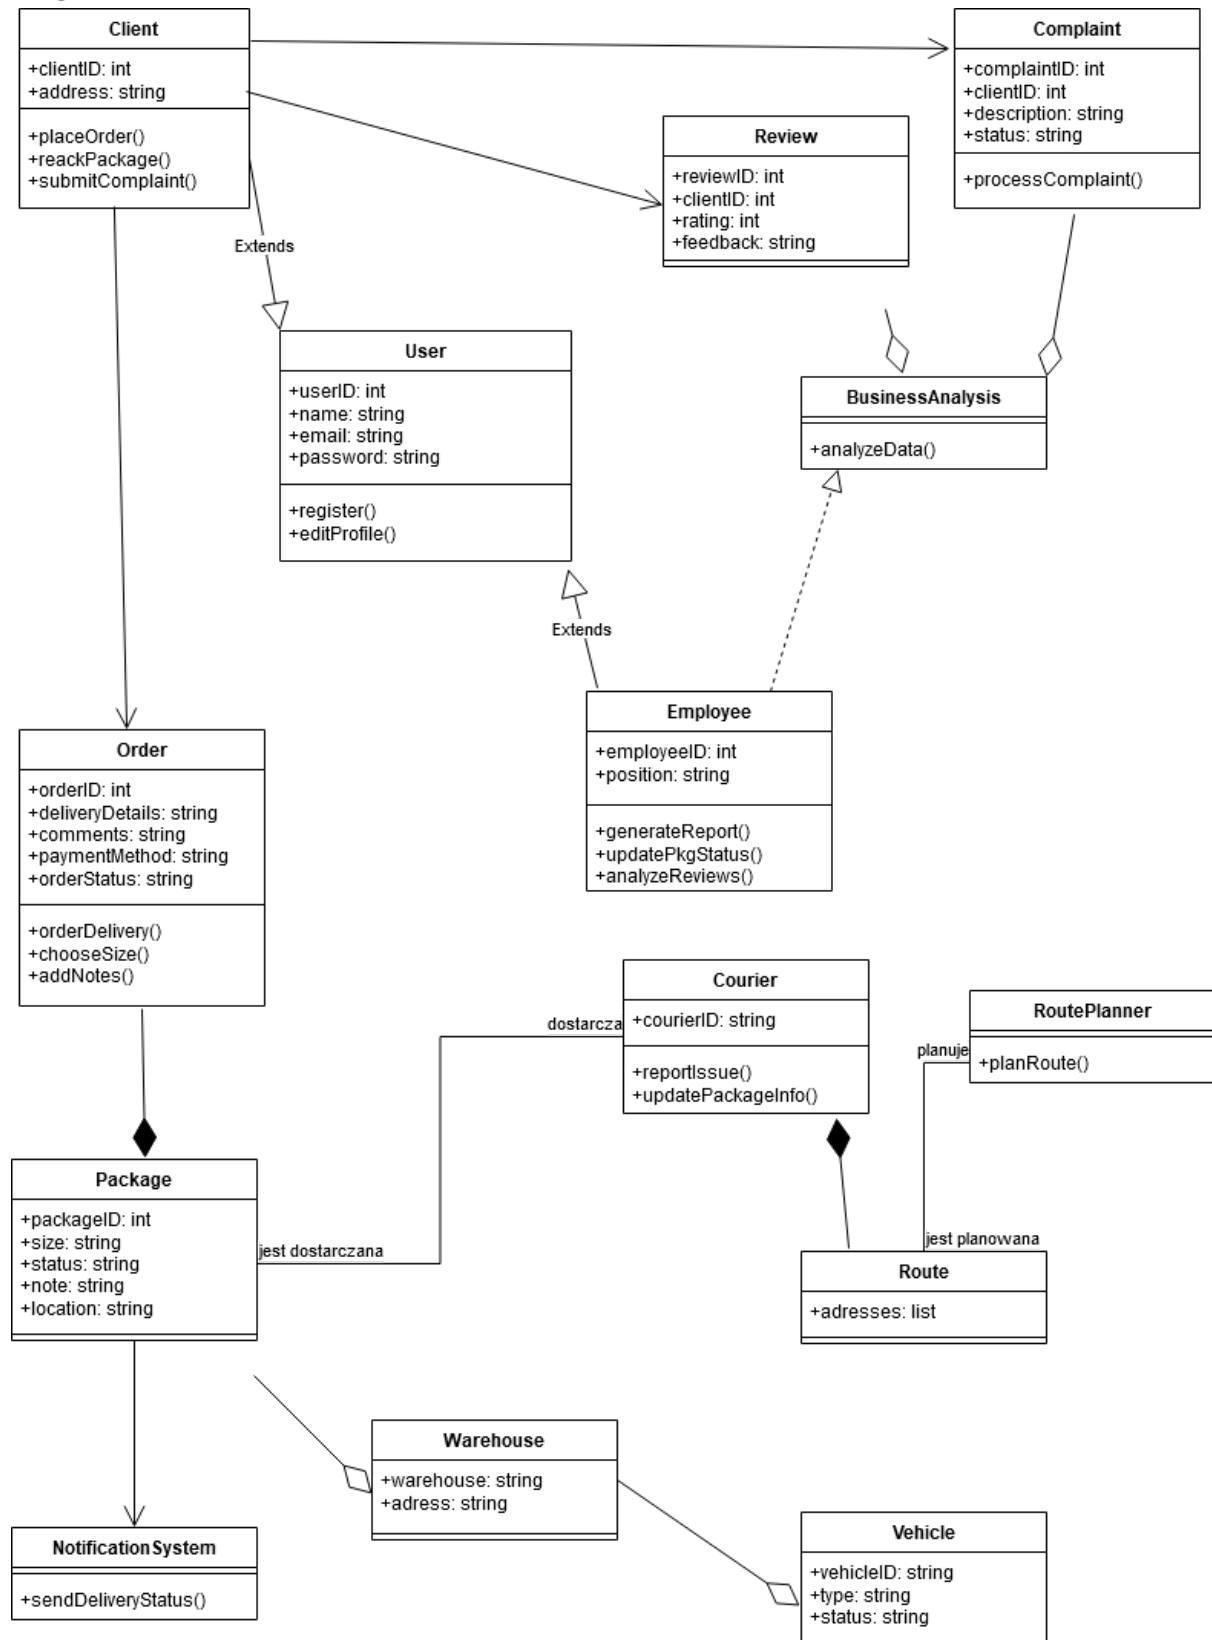 Client
+clientID: int
+address: string
+placeOrder()
+reackPackage()
+submitComplaint()
Complaint
+complaintID: int
+clientID: int
+description: string
+status: string
+processComplaint()
Review
+reviewID: int
+clientID: int
+rating: int
+feedback: string
Extends
User
+userID: int
+name: string
+email: string
+password: string
+register()
+editProfile()
BusinessAnalysis
+analyzeData()
Extends
Employee
+employeeID: int
+position: string
+generateReport()
+updatePkgStatus()
+analyzeReviews()
Order
+orderID: int
+deliveryDetails: string
+comments: string
+paymentMethod: string
+orderStatus: string
+orderDelivery()
+chooseSize()
+addNotes()
Courier
+courierID: string
+reportIssue()
+updatePackageInfo()
dostarcza
RoutePlanner
+planRoute()
planuje
Package
+packageID: int
+size: string
+status: string
+note: string
+location: string
jest dostarczana
jest planowana
Route
+adresses: list
Warehouse
+warehouse: string
+adress: string
NotificationSystem
+sendDeliveryStatus()
Vehicle
+vehicleID: string
+type: string
+status: string